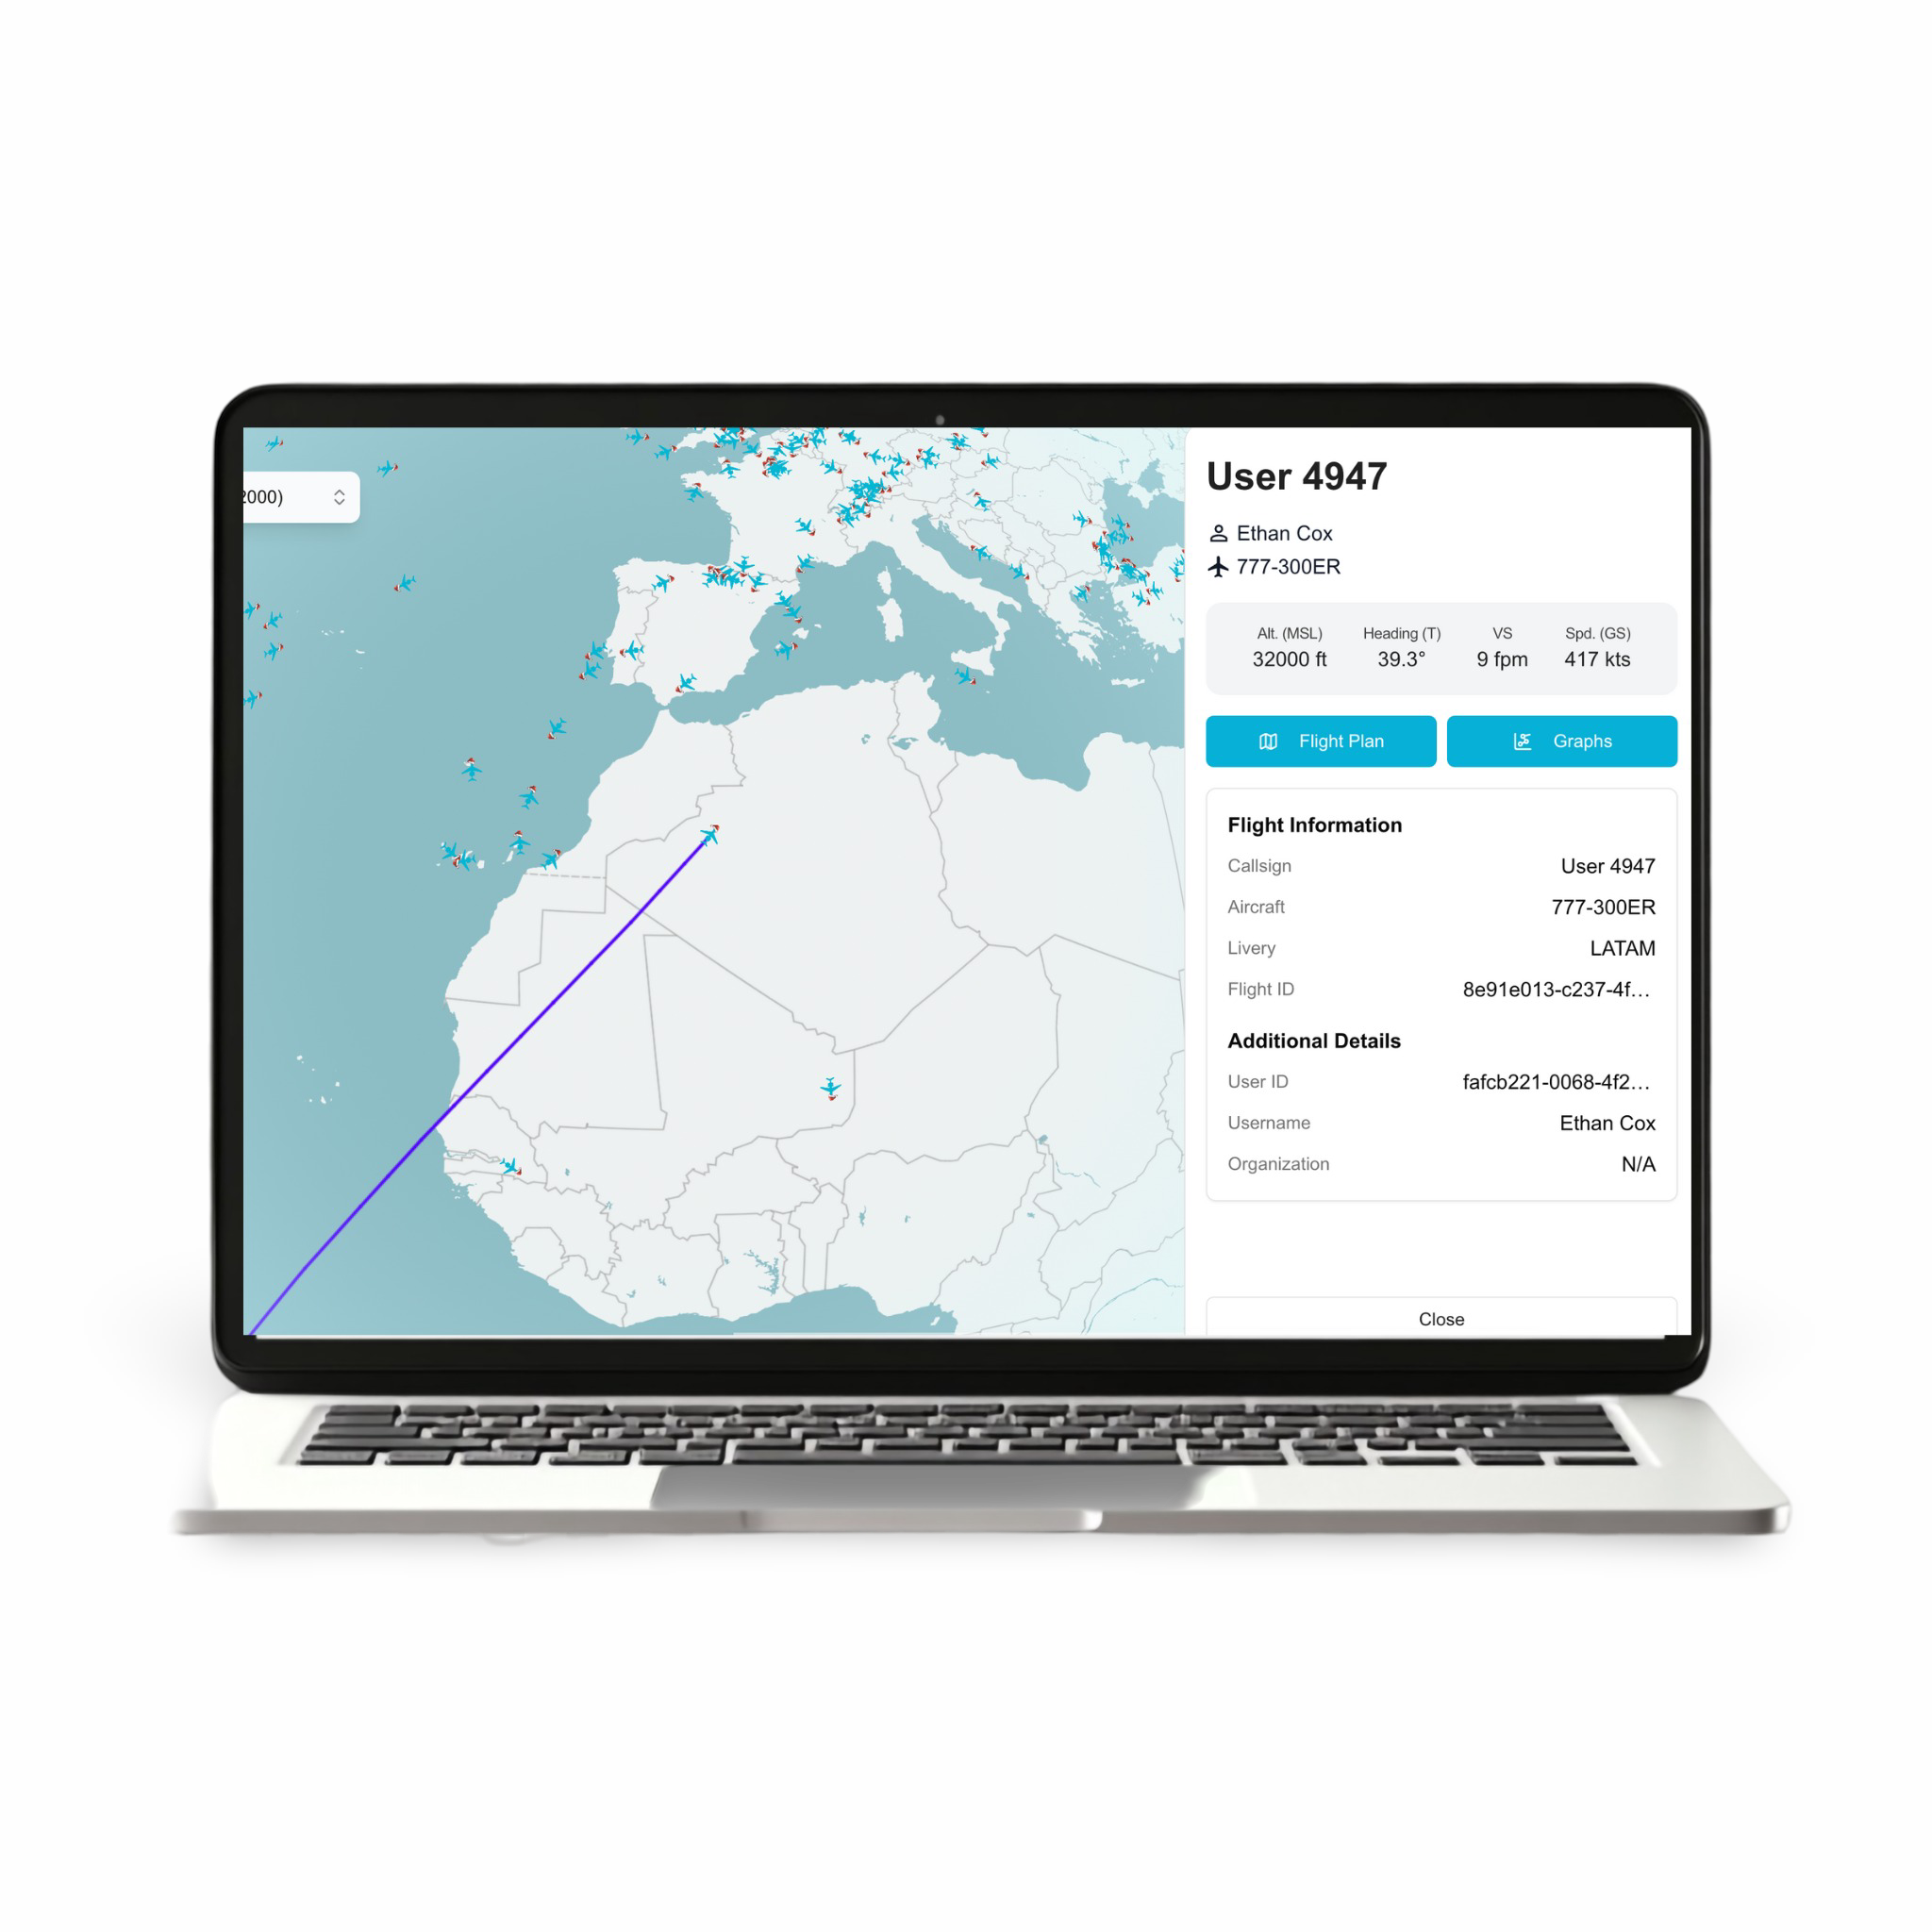 2000)
User 4947
Ethan Cox
777-300ER
Alt. (MSL) Heading (T) VS Spd. (GS)
32000 ft 39.3° 9 fpm 417 kts
Flight Plan Graphs
Flight Information
Callsign User 4947
Aircraft 777-300ER
Livery LATAM
Flight ID 8e91e013-c237-4f...
Additional Details
User ID fafcb221-0068-4f2...
Username Ethan Cox
Organization N/A
Close